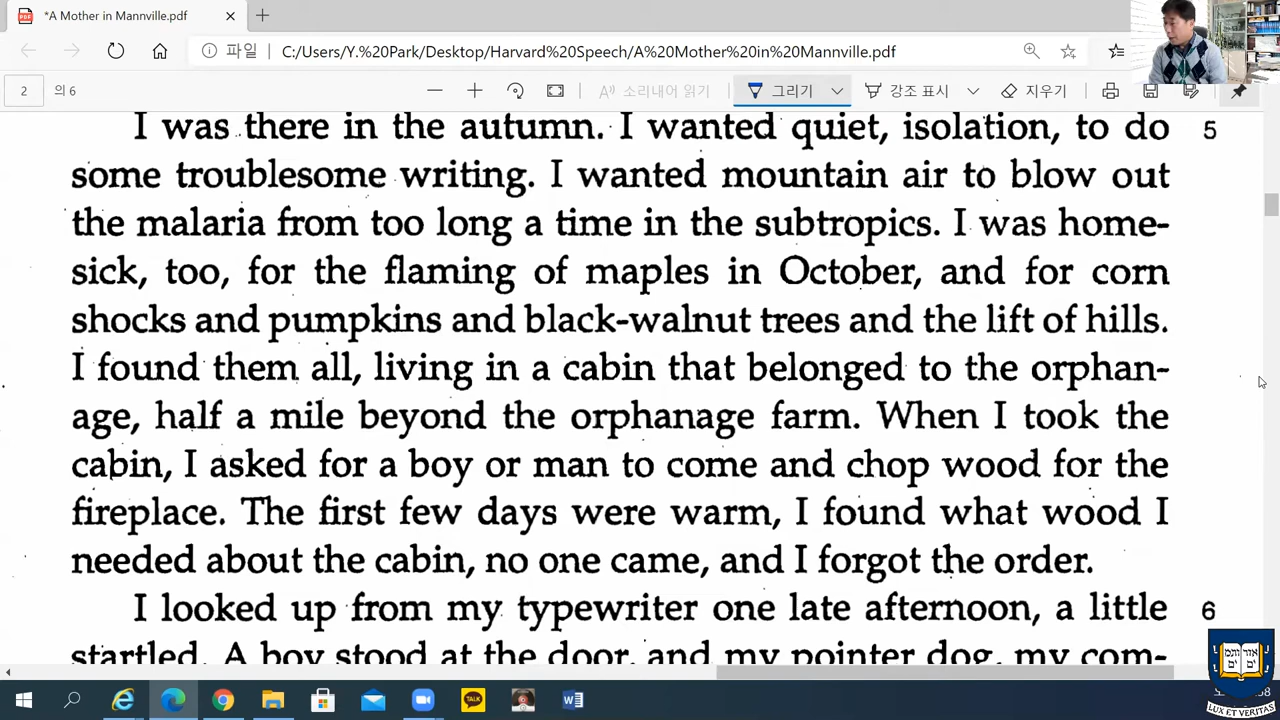 *A Mother in Mannville.pdf
파일 C:/Users/Y.%20Park/Desktop/Harvard%20Speech/A%20Mother%20in%20Mannville.pdf
2 의 6 소리내어 읽기 그리기 강조 표시 지우기
I was there in the autumn. I wanted quiet, isolation, to do 5
some troublesome writing. I wanted mountain air to blow out
the malaria from too long a time in the subtropics. I was home-
sick, too, for the flaming of maples in October, and for corn
shocks and pumpkins and black-walnut trees and the lift of hills.
I found them all, living in a cabin that belonged to the orphan-
age, half a mile beyond the orphanage farm. When I took the
cabin, I asked for a boy or man to come and chop wood for the
fireplace. The first few days were warm, I found what wood I
needed about the cabin, no one came, and I forgot the order.
I looked up from my typewriter one late afternoon, a little 6
startled. A boy stood at the door, and my pointer dog, my com-
TALK
LUX ET VERITAS